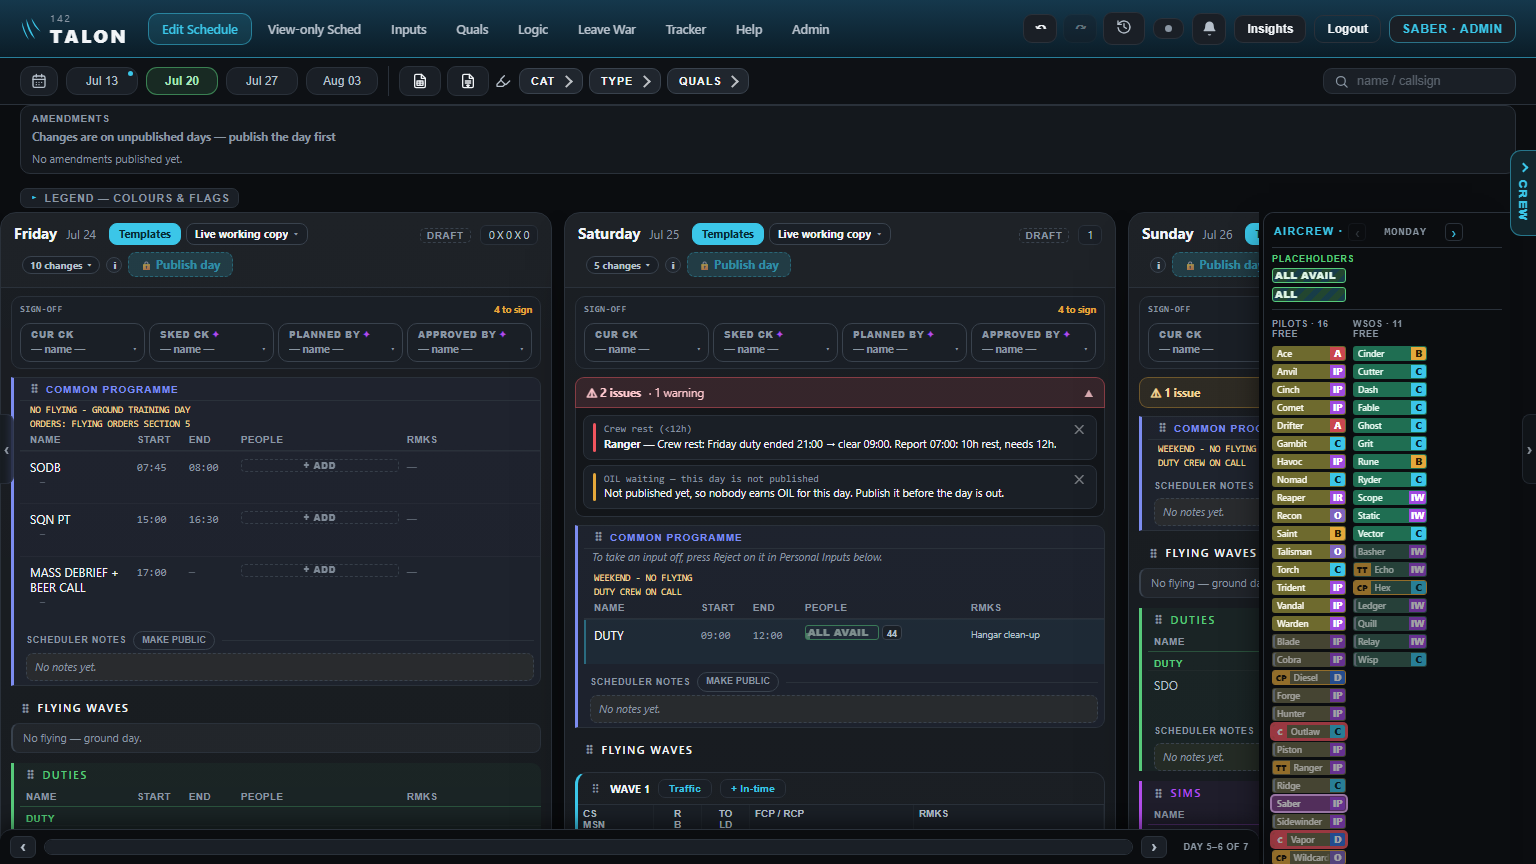 142
TALON
Edit Schedule
View-only Sched
Inputs
Quals
Logic
Leave War
Tracker
Help
Admin
Insights
Logout
SABER · ADMIN
Jul 13
Jul 20
Jul 27
Aug 03
CAT
TYPE
QUALS
name / callsign
AMENDMENTS
Changes are on unpublished days — publish the day first
No amendments published yet.
CREW
LEGEND — COLOURS & FLAGS
Friday Jul 24 Templates Live working copy DRAFT 0X0X0
10 changes i Publish day
SIGN-OFF 4 to sign
CUR CK SKED CK PLANNED BY APPROVED BY
— name — — name — — name — — name —
COMMON PROGRAMME
NO FLYING - GROUND TRAINING DAY
ORDERS: FLYING ORDERS SECTION 5
NAME START END PEOPLE RMKS
SODB 07:45 08:00 + ADD —
—
SQN PT 15:00 16:30 + ADD —
—
MASS DEBRIEF + BEER CALL 17:00 — + ADD —
—
SCHEDULER NOTES MAKE PUBLIC
No notes yet.
FLYING WAVES
No flying — ground day.
DUTIES
NAME START END PEOPLE RMKS
DUTY
Saturday Jul 25 Templates Live working copy DRAFT 1
5 changes i Publish day
SIGN-OFF 4 to sign
CUR CK SKED CK PLANNED BY APPROVED BY
— name — — name — — name — — name —
2 issues · 1 warning
Crew rest (<12h)
Ranger — Crew rest: Friday duty ended 21:00 → clear 09:00. Report 07:00: 10h rest, needs 12h.
OIL waiting — this day is not published
Not published yet, so nobody earns OIL for this day. Publish it before the day is out.
COMMON PROGRAMME
To take an input off, press Reject on it in Personal Inputs below.
WEEKEND - NO FLYING
DUTY CREW ON CALL
NAME START END PEOPLE RMKS
DUTY 09:00 12:00 ALL AVAIL 44 Hangar clean-up
SCHEDULER NOTES MAKE PUBLIC
No notes yet.
FLYING WAVES
WAVE 1 Traffic + In-time
CS R TO FCP / RCP RMKS
MSN B LD
Sunday Jul 26
i Publish day
SIGN-OFF
CUR CK
— name —
1 issue
COMMON PROG
WEEKEND - NO FLYING
DUTY CREW ON CALL
SCHEDULER NOTES
No notes yet.
FLYING WAVES
No flying — ground da
DUTIES
NAME
DUTY
SDO
SCHEDULER NOTES
No notes yet.
SIMS
NAME
AIRCREW · MONDAY
PLACEHOLDERS
ALL AVAIL
ALL
PILOTS · 16 FREE
WSOS · 11 FREE
Ace A Cinder B
Anvil IP Cutter C
Cinch IP Dash C
Comet IP Fable C
Drifter A Ghost C
Gambit C Grit C
Havoc IP Rune B
Nomad C Ryder C
Reaper IR Scope IW
Recon O Static IW
Saint B Vector C
Talisman O Basher IW
Torch C TT Echo IW
Trident IP CP Hex C
Vandal IP Ledger IW
Warden IP Quill IW
Blade IP Relay IW
Cobra IP Wisp C
CP Diesel D
Forge IP
Hunter IP
C Outlaw C
Piston IP
TT Ranger IP
Ridge C
Saber IP
Sidewinder IP
C Vapor D
CP Wildcard O
DAY 5–6 OF 7